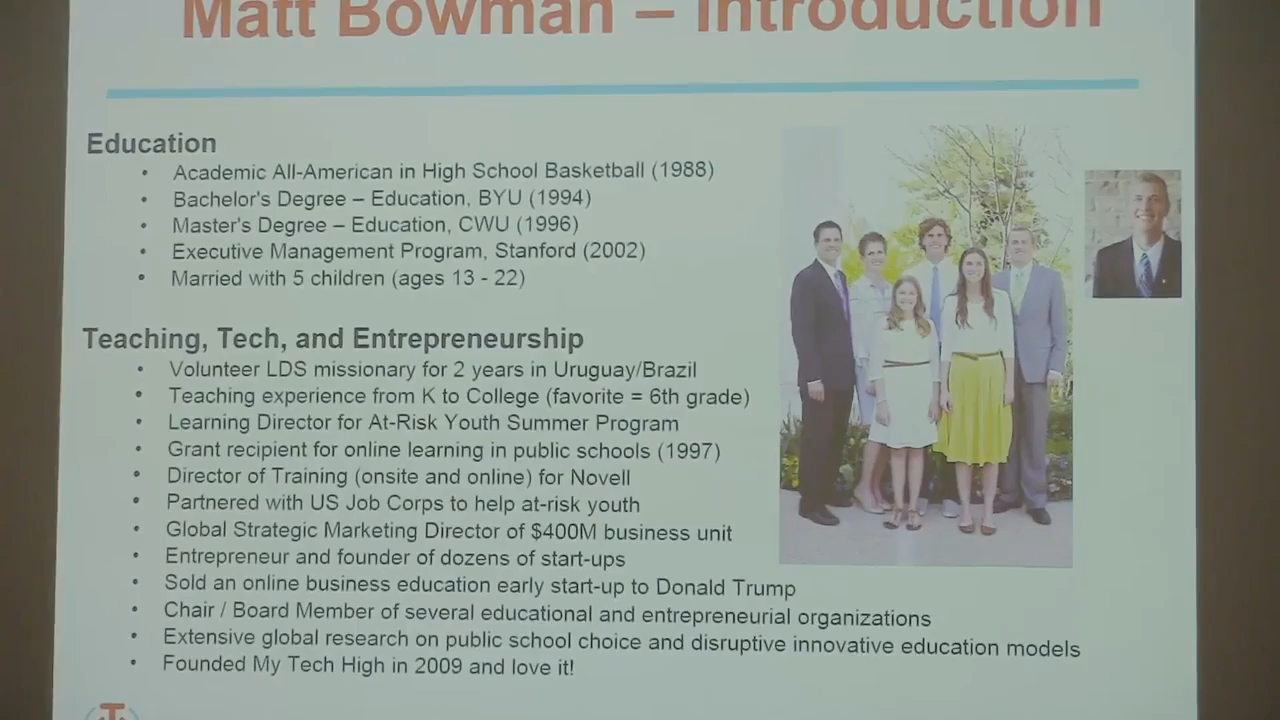 Matt Bowman – Introduction
Education
• Academic All-American in High School Basketball (1988)
• Bachelor's Degree – Education, BYU (1994)
• Master's Degree – Education, CWU (1996)
• Executive Management Program, Stanford (2002)
• Married with 5 children (ages 13 - 22)
Teaching, Tech, and Entrepreneurship
• Volunteer LDS missionary for 2 years in Uruguay/Brazil
• Teaching experience from K to College (favorite = 6th grade)
• Learning Director for At-Risk Youth Summer Program
• Grant recipient for online learning in public schools (1997)
• Director of Training (onsite and online) for Novell
• Partnered with US Job Corps to help at-risk youth
• Global Strategic Marketing Director of $400M business unit
• Entrepreneur and founder of dozens of start-ups
• Sold an online business education early start-up to Donald Trump
• Chair / Board Member of several educational and entrepreneurial organizations
• Extensive global research on public school choice and disruptive innovative education models
• Founded My Tech High in 2009 and love it!